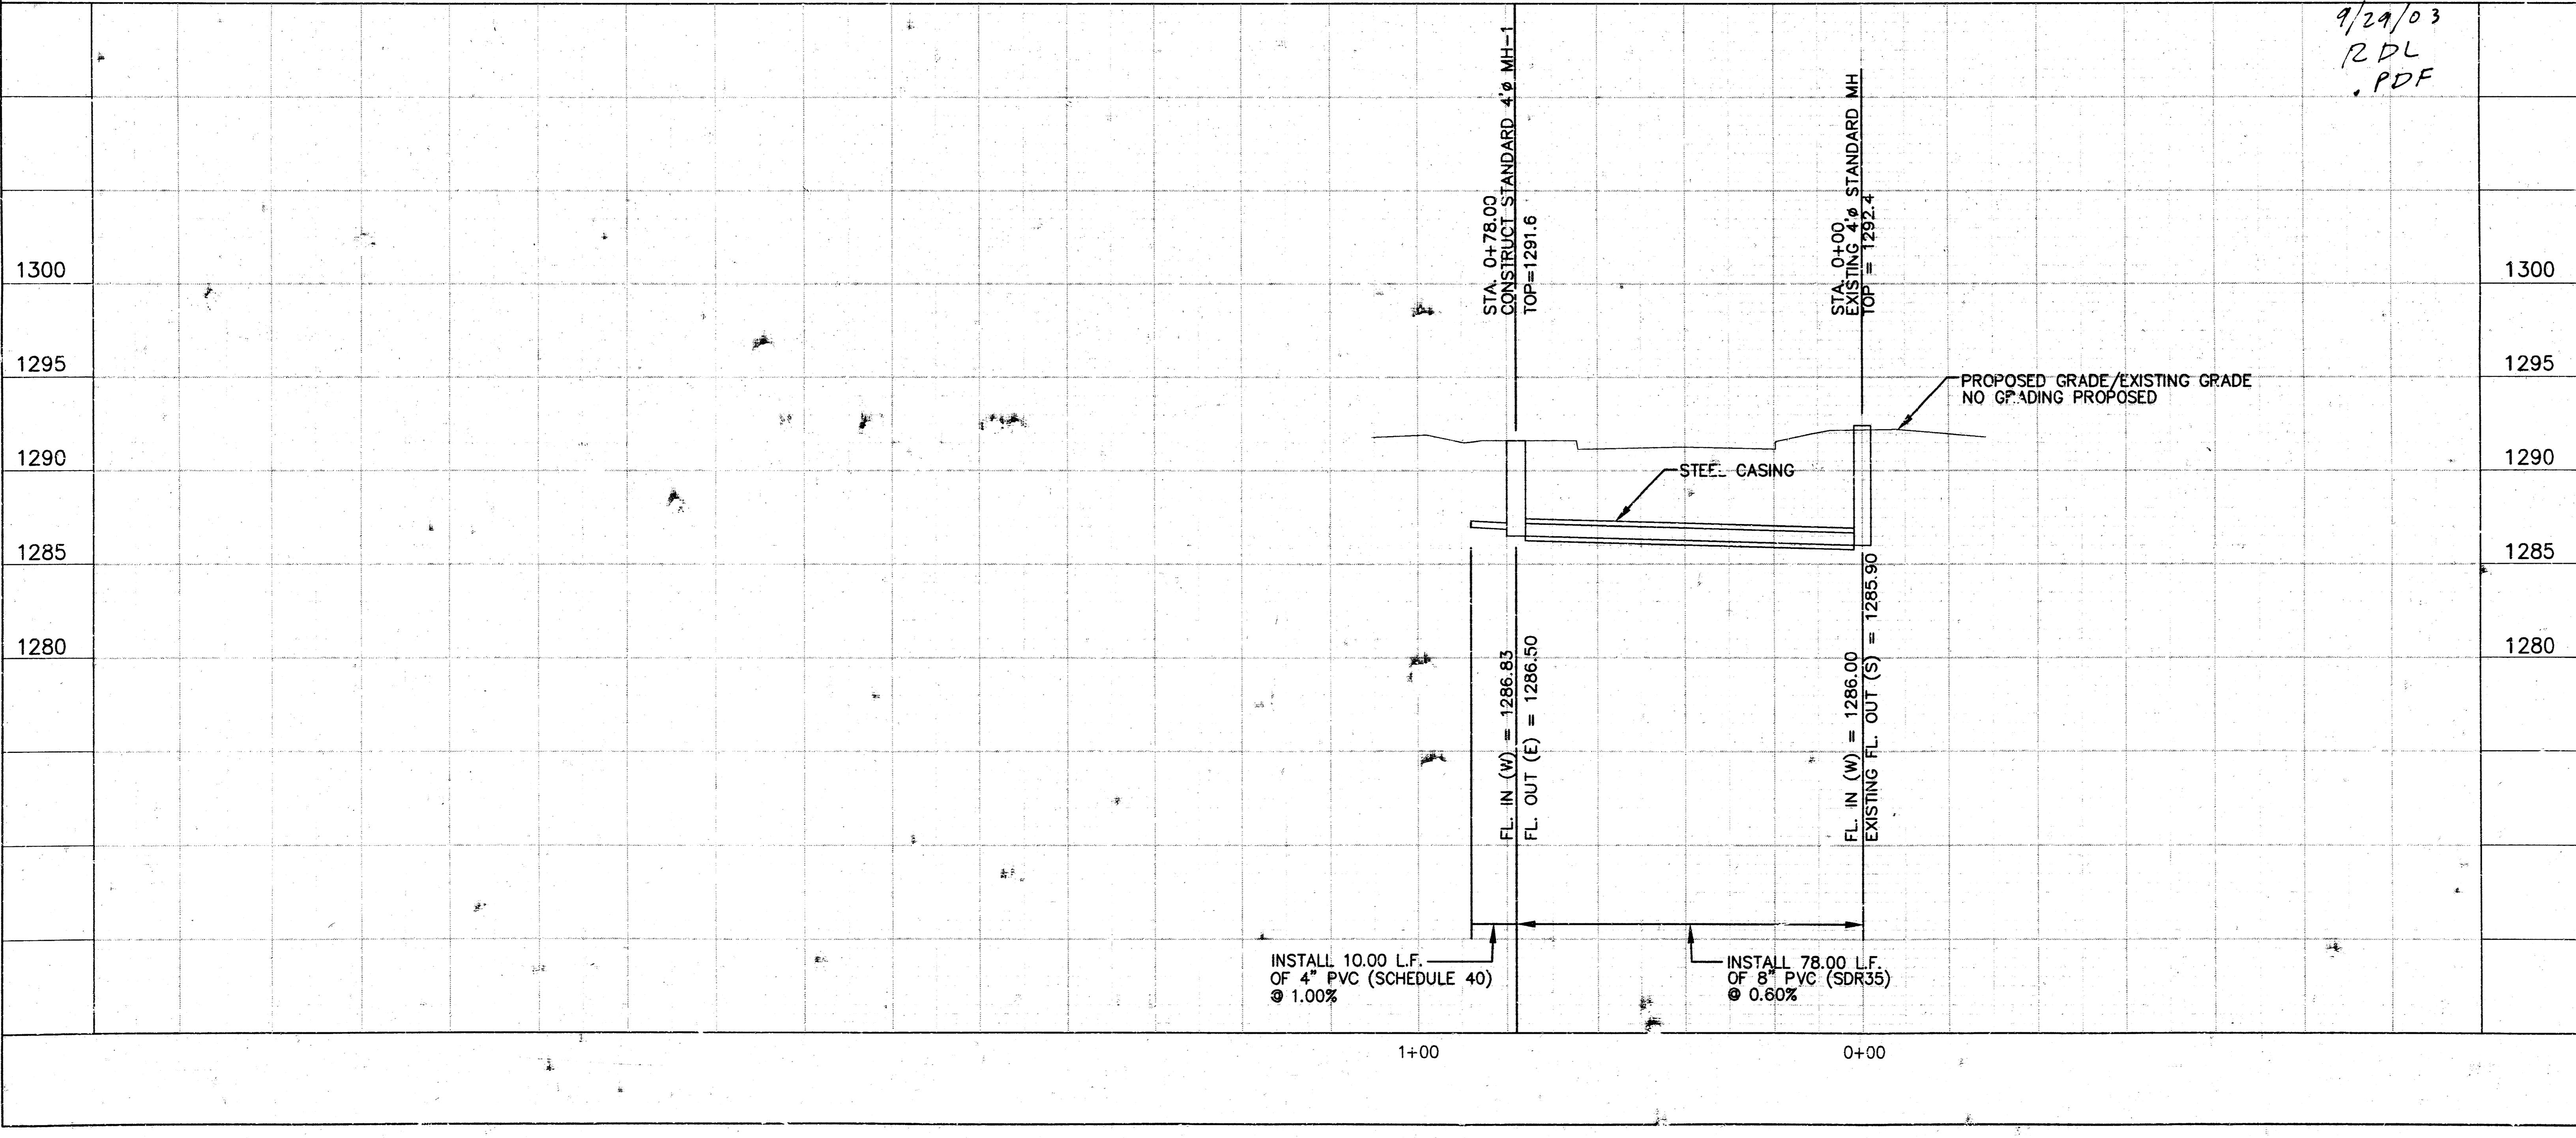 9/29/03
RDL
.PDF
STA. 0+78.00
CONSTRUCT STANDARD 4'ø MH-1
TOP=1291.6
STA. 0+00
EXISTING 4'ø STANDARD MH
TOP = 1292.4
1300
1300
1295
1295
PROPOSED GRADE/EXISTING GRADE
NO GRADING PROPOSED
1290
1290
STEEL CASING
1285
1285
1280
1280
FL. IN (W) = 1286.83
FL. OUT (E) = 1286.50
FL. IN (W) = 1286.00
EXISTING FL. OUT (S) = 1285.90
INSTALL 10.00 L.F.
OF 4" PVC (SCHEDULE 40)
@ 1.00%
INSTALL 78.00 L.F.
OF 8" PVC (SDR35)
@ 0.60%
1+00
0+00